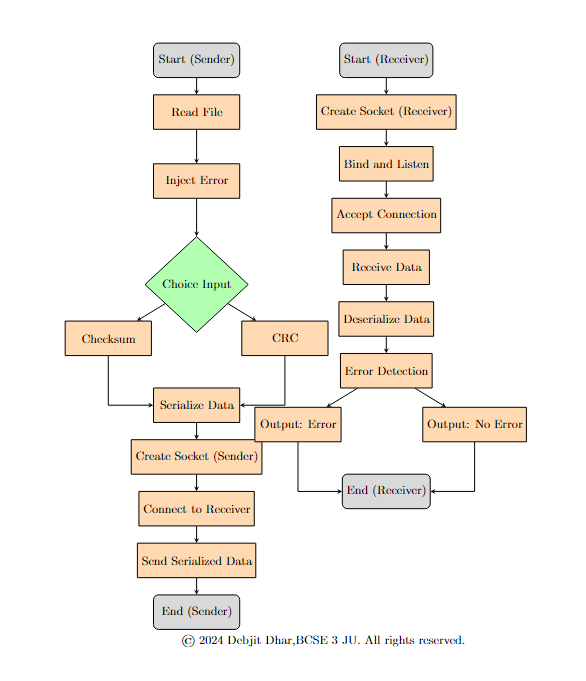 Start (Sender)
Read File
Inject Error
Choice Input
Checksum
CRC
Serialize Data
Create Socket (Sender)
Connect to Receiver
Send Serialized Data
End (Sender)
Start (Receiver)
Create Socket (Receiver)
Bind and Listen
Accept Connection
Receive Data
Deserialize Data
Error Detection
Output: Error
Output: No Error
End (Receiver)
© 2024 Debjit Dhar,BCSE 3 JU. All rights reserved.